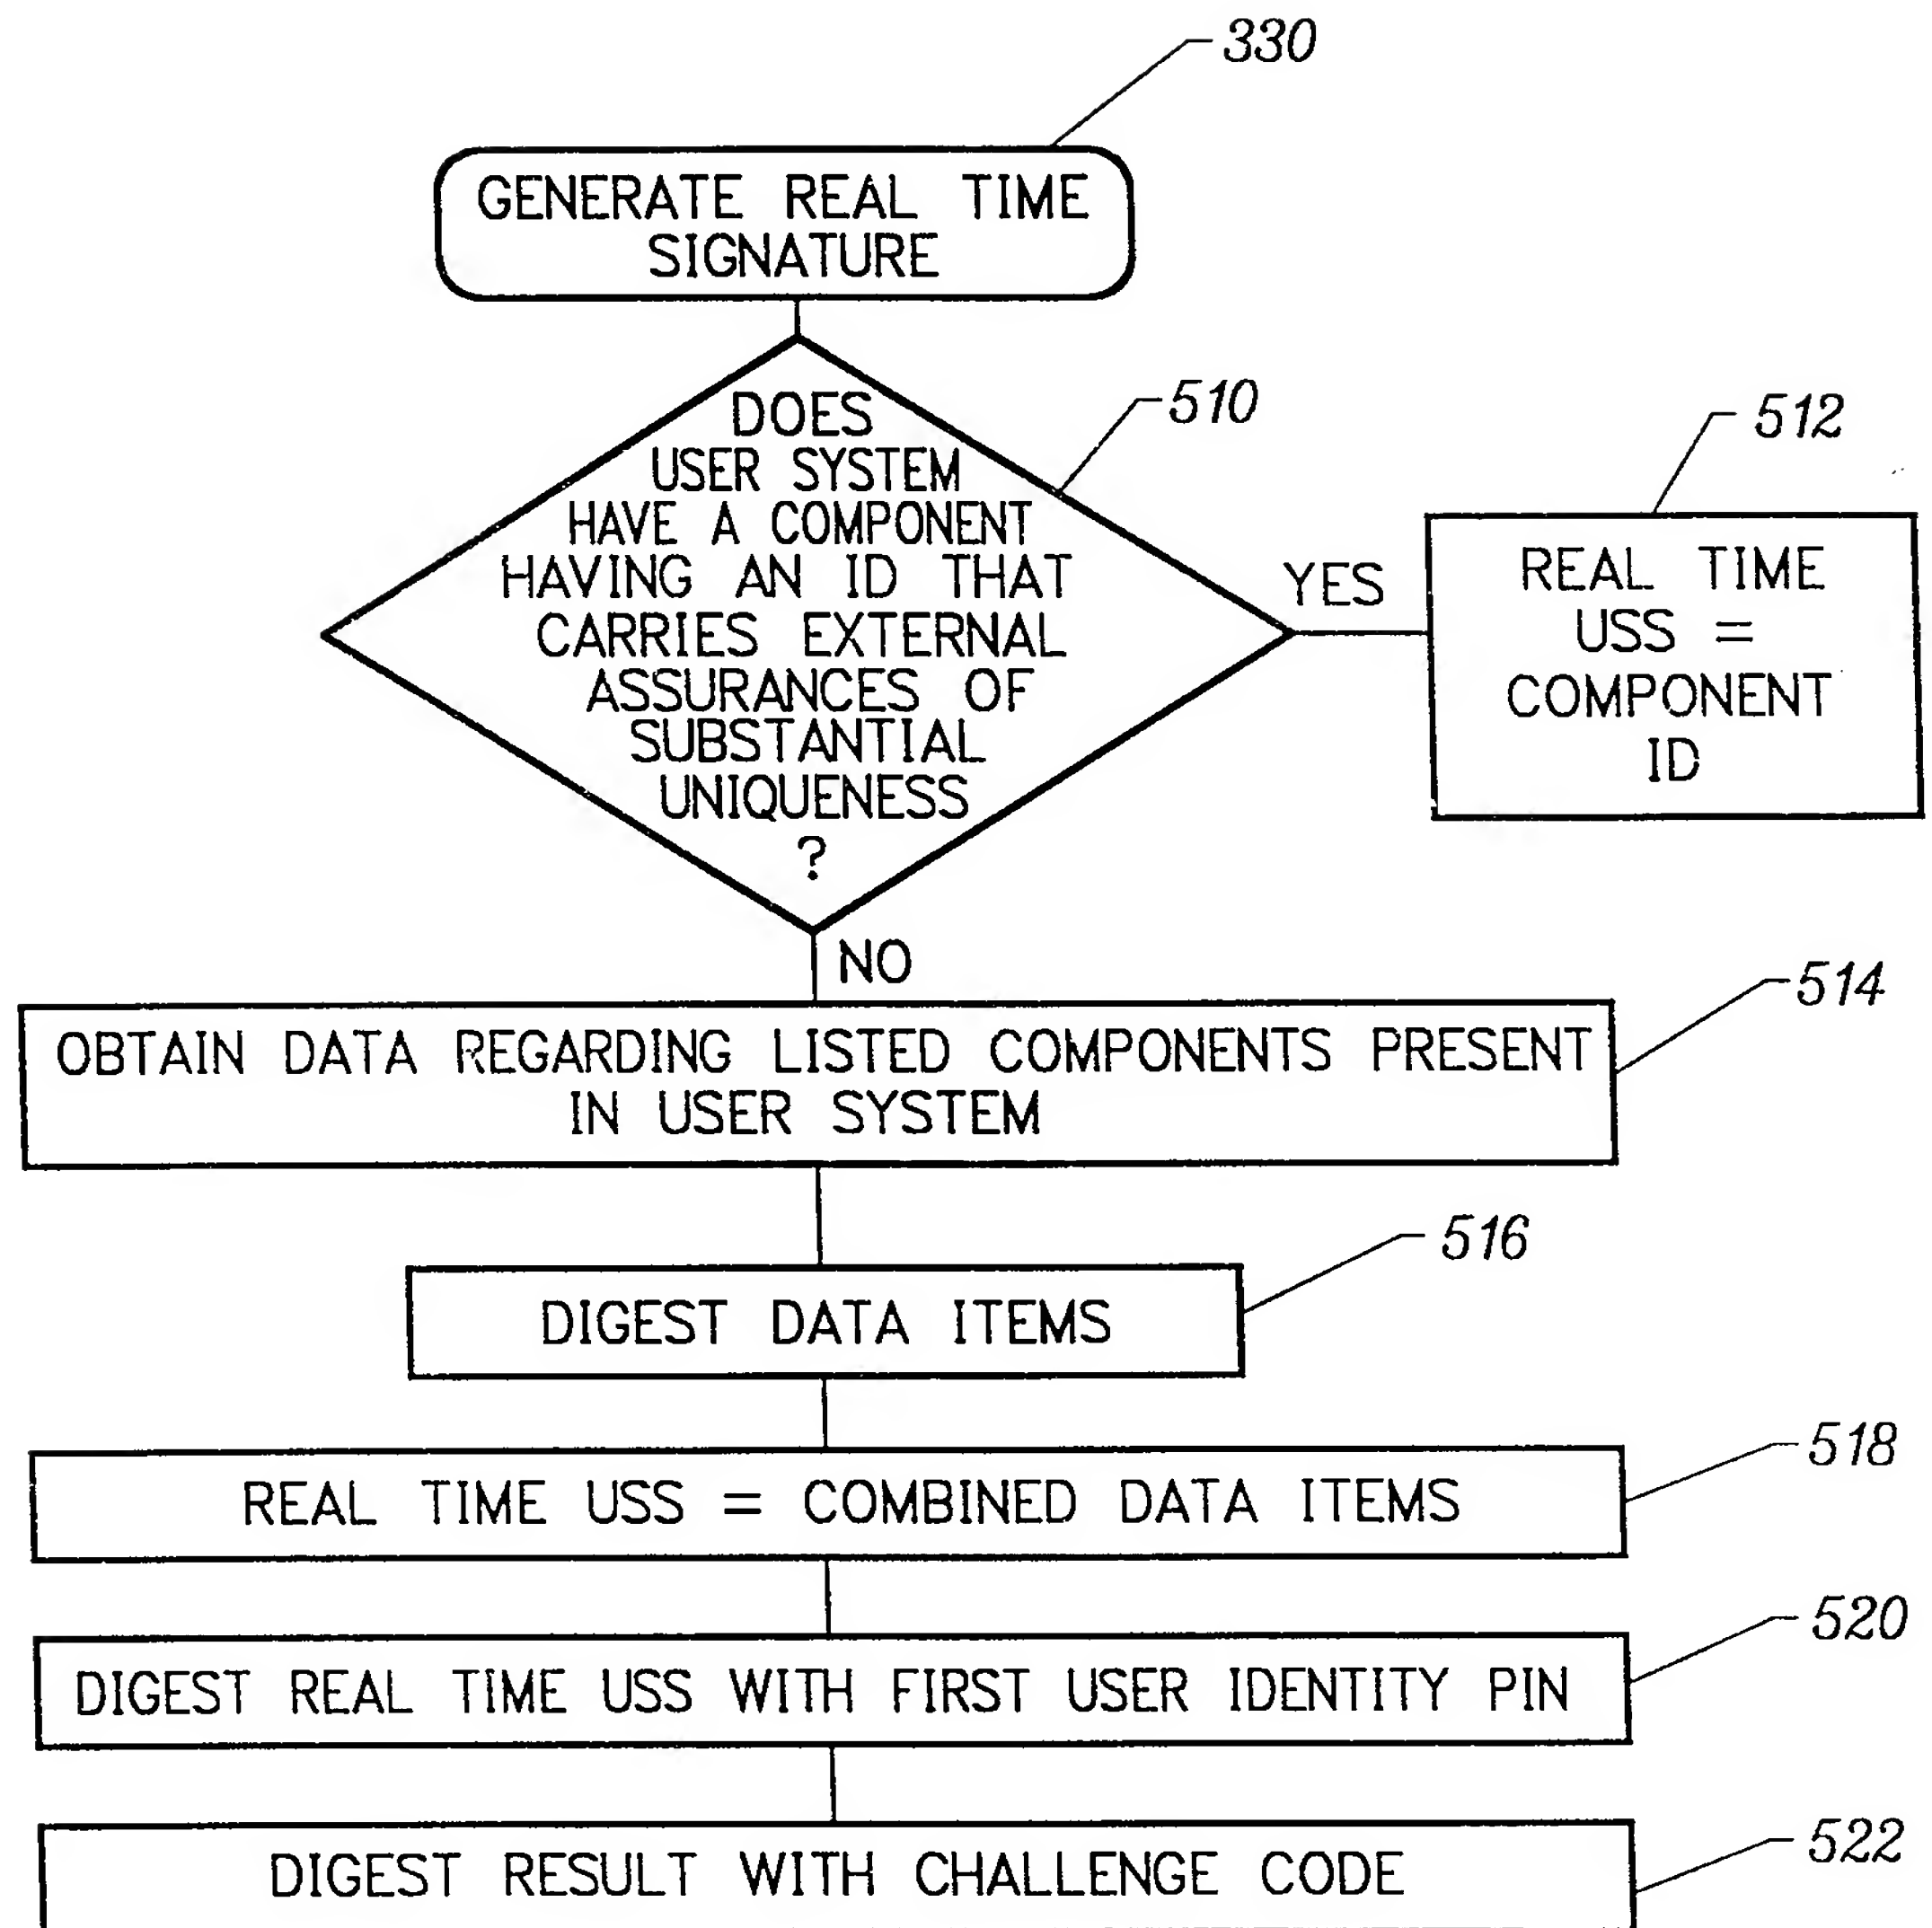 330
GENERATE REAL TIME
SIGNATURE
510
DOES
USER SYSTEM
HAVE A COMPONENT
HAVING AN ID THAT
CARRIES EXTERNAL
ASSURANCES OF
SUBSTANTIAL
UNIQUENESS
?
YES
512
REAL TIME
USS =
COMPONENT
ID
NO
514
OBTAIN DATA REGARDING LISTED COMPONENTS PRESENT
IN USER SYSTEM
516
DIGEST DATA ITEMS
518
REAL TIME USS = COMBINED DATA ITEMS
520
DIGEST REAL TIME USS WITH FIRST USER IDENTITY PIN
522
DIGEST RESULT WITH CHALLENGE CODE